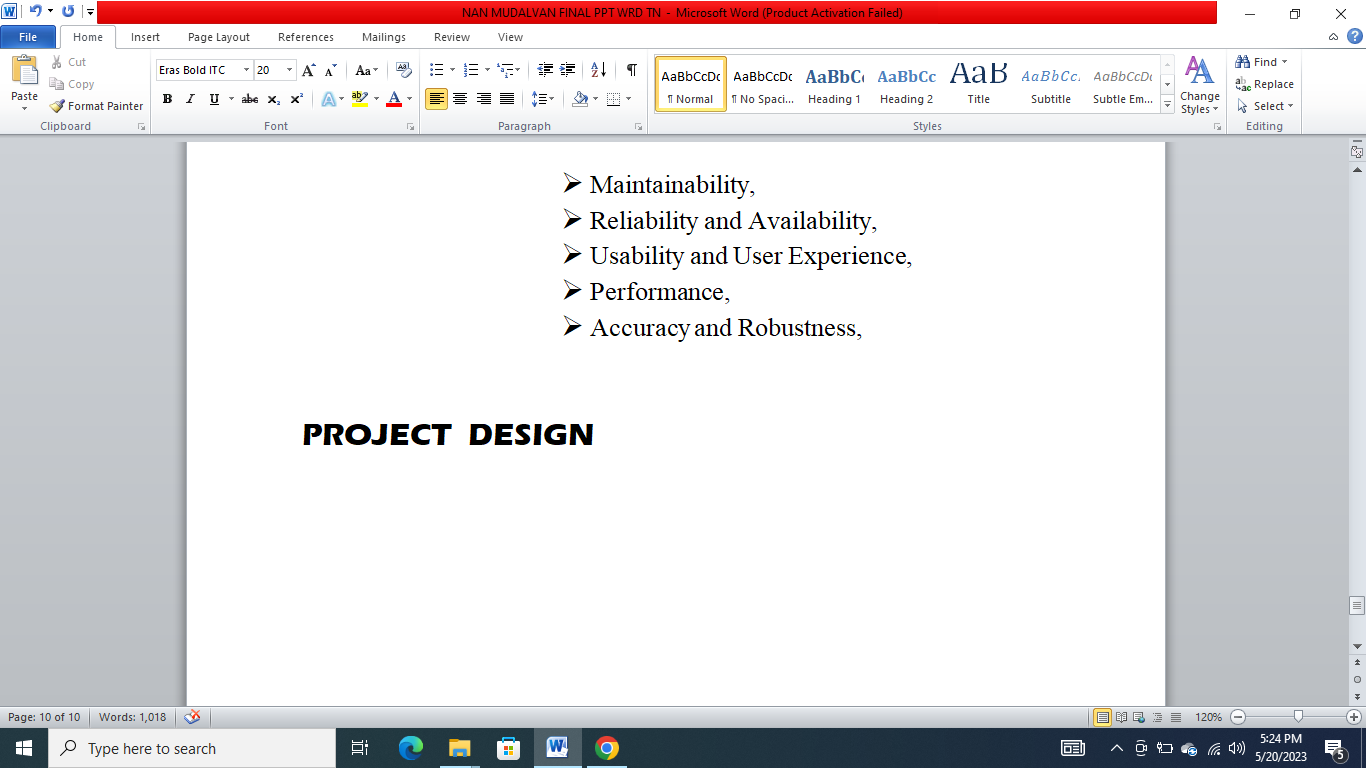 NAN MUDALVAN FINAL PPT WRD TN - Microsoft Word (Product Activation Failed)
File Home Insert Page Layout References Mailings Review View
Paste
Cut
Copy
Format Painter
Clipboard
Eras Bold ITC 20
Font
Paragraph
AaBbCcDc AaBbCcDc AaBbC AaBbCc AaB AaBbCc. AaBbCcDc
¶ Normal ¶ No Spaci... Heading 1 Heading 2 Title Subtitle Subtle Em...
Change
Styles
Styles
Find
Replace
Select
Editing
➢ Maintainability,
➢ Reliability and Availability,
➢ Usability and User Experience,
➢ Performance,
➢ Accuracy and Robustness,
PROJECT DESIGN
Page: 10 of 10 Words: 1,018 120%
Type here to search
5:24 PM
5/20/2023
5